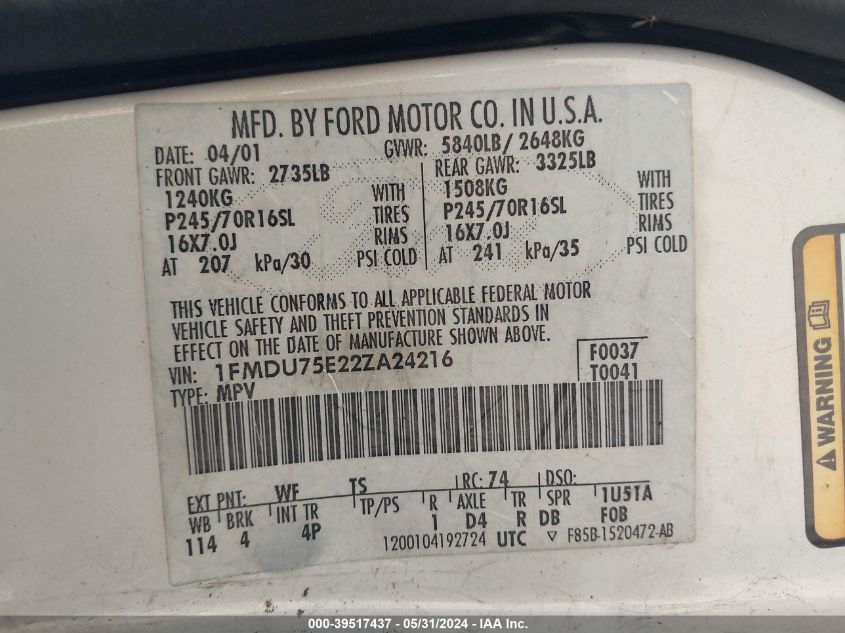 MFD. BY FORD MOTOR CO. IN U.S.A.
DATE: 04/01 GVWR: 5840LB/ 2648KG
FRONT GAWR: 2735LB REAR GAWR: 3325LB
1240KG WITH 1508KG WITH
P245/70R16SL TIRES P245/70R16SL TIRES
16X7.0J RIMS 16X7.0J RIMS
AT 207 kPa/30 PSI COLD AT 241 kPa/35 PSI COLD
THIS VEHICLE CONFORMS TO ALL APPLICABLE FEDERAL MOTOR
VEHICLE SAFETY AND THEFT PREVENTION STANDARDS IN
EFFECT ON THE DATE OF MANUFACTURE SHOWN ABOVE.
VIN: 1FMDU75E22ZA24216 F0037
TYPE: MPV T0041
EXT PNT: WF TS RC: 74 DSO:
WB BRK INT TR TP/PS R AXLE TR SPR 1U5TA
114 4 4P 1 D4 R DB FOB
1200104192724 UTC ▽ F85B-1520472-AB
⚠ WARNING
000-39517437 - 05/31/2024 - IAA Inc.